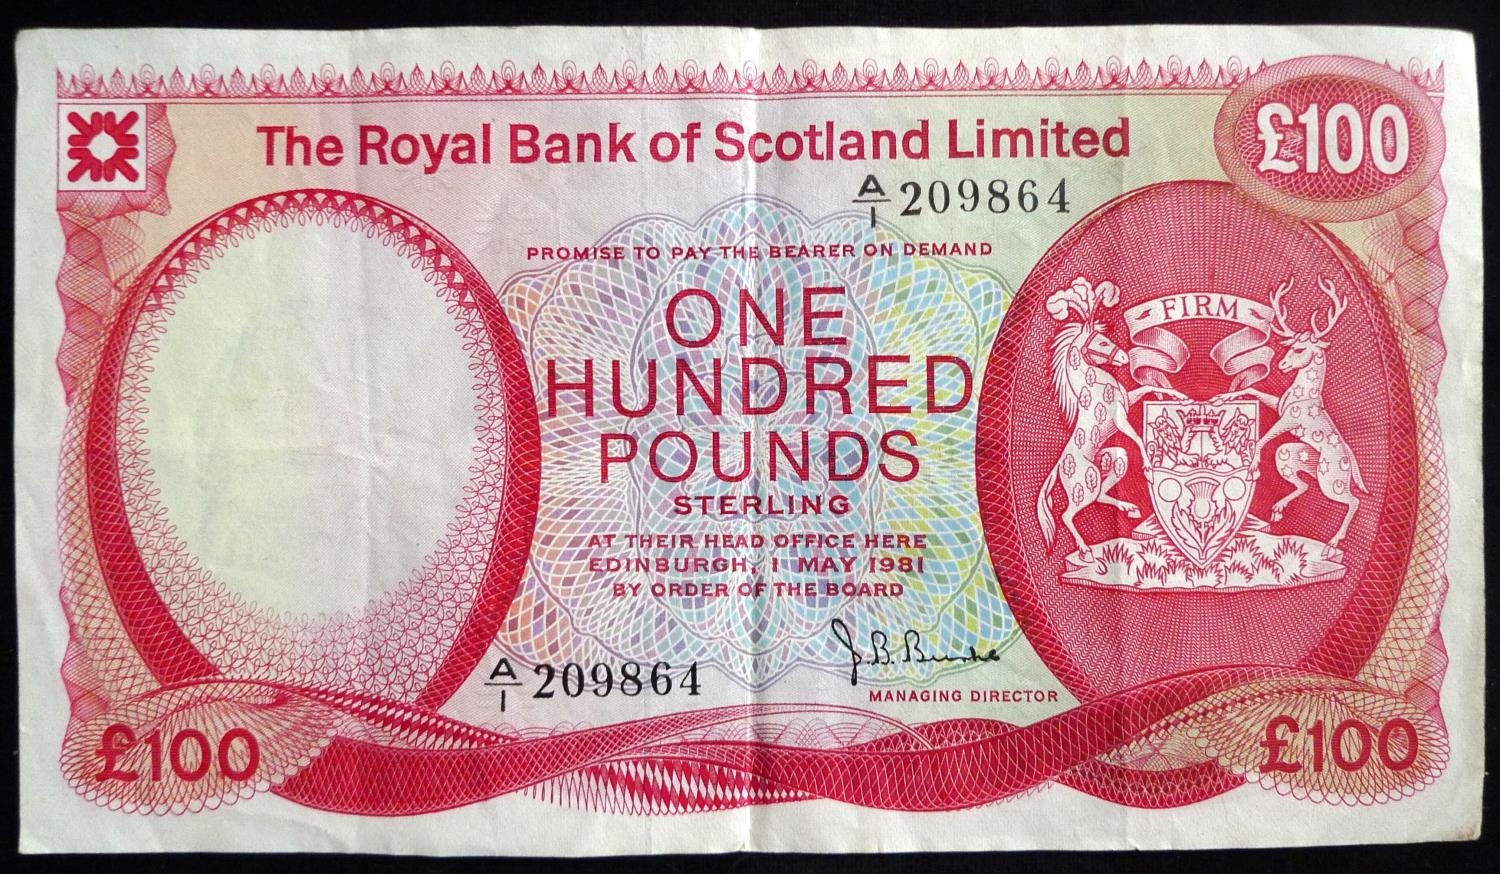 The Royal Bank of Scotland Limited
£100
A/1 209864
PROMISE TO PAY THE BEARER ON DEMAND
ONE
HUNDRED
POUNDS
STERLING
AT THEIR HEAD OFFICE HERE
EDINBURGH, 1 MAY 1981
BY ORDER OF THE BOARD
FIRM
J. B. Burke
A/1 209864
MANAGING DIRECTOR
£100
£100